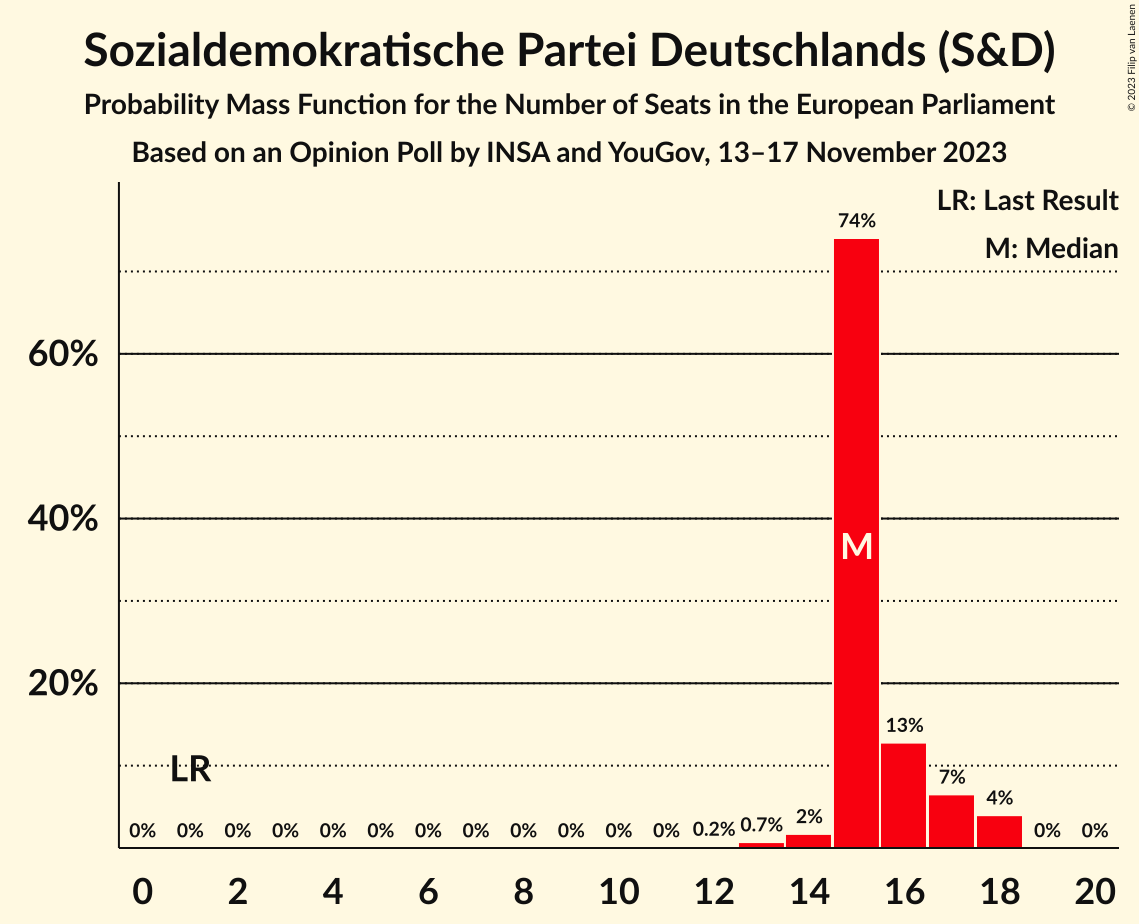 Sozialdemokratische Partei Deutschlands (S&D)
Probability Mass Function for the Number of Seats in the European Parliament
Based on an Opinion Poll by INSA and YouGov, 13–17 November 2023
© 2023 Filip van Laenen
LR: Last Result
M: Median
74%
60%
40%
M
20%
13%
LR
7%
4%
0% 0% 0% 0% 0% 0% 0% 0% 0% 0% 0% 0% 0.2% 0.7% 2% 0% 0%
0 2 4 6 8 10 12 14 16 18 20